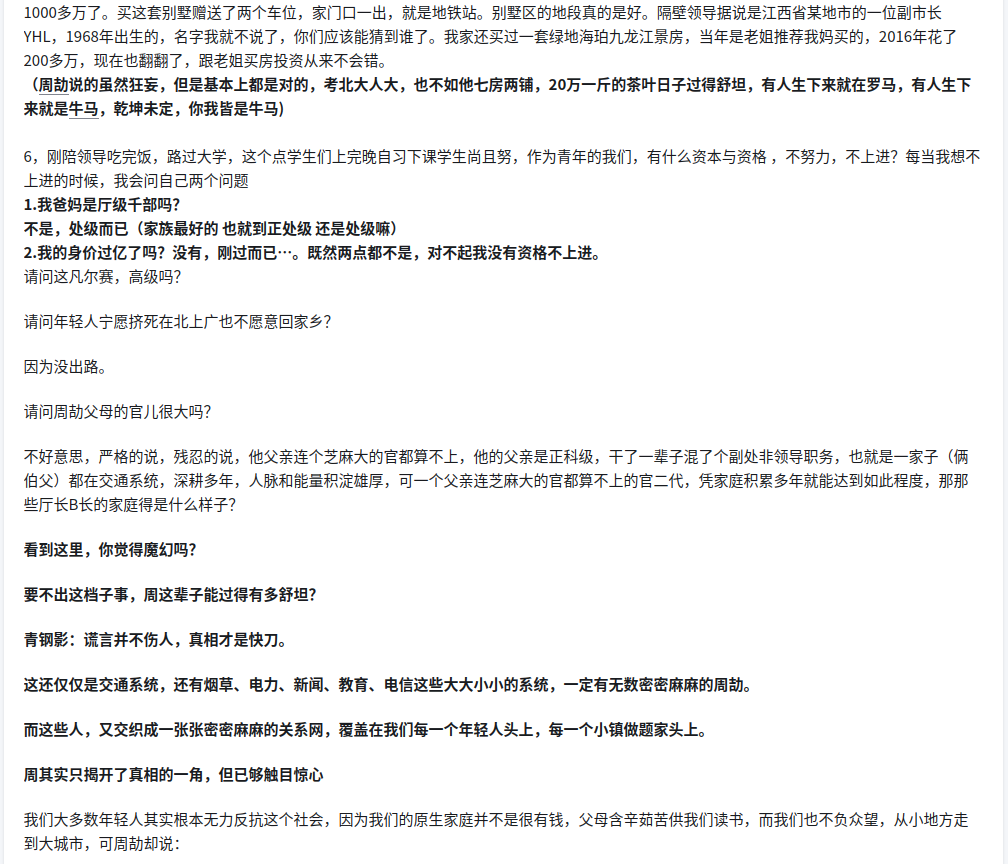 1000多万了。买这套别墅赠送了两个车位，家门口一出，就是地铁站。别墅区的地段真的是好。隔壁领导据说是江西省某地市的一位副市长
YHL，1968年出生的，名字我就不说了，你们应该能猜到谁了。我家还买过一套绿地海珀九龙江景房，当年是老姐推荐我妈买的，2016年花了
200多万，现在也翻翻了，跟老姐买房投资从来不会错。
（周劼说的虽然狂妄，但是基本上都是对的，考北大人大，也不如他七房两铺，20万一斤的茶叶日子过得舒坦，有人生下来就在罗马，有人生下
来就是牛马，乾坤未定，你我皆是牛马)
6，刚陪领导吃完饭，路过大学，这个点学生们上完晚自习下课学生尚且努，作为青年的我们，有什么资本与资格 ，不努力，不上进？每当我想不
上进的时候，我会问自己两个问题
1.我爸妈是厅级千部吗？
不是，处级而已（家族最好的 也就到正处级 还是处级嘛）
2.我的身价过亿了吗？没有，刚过而已…。既然两点都不是，对不起我没有资格不上进。
请问这凡尔赛，高级吗？
请问年轻人宁愿挤死在北上广也不愿意回家乡？
因为没出路。
请问周劼父母的官儿很大吗？
不好意思，严格的说，残忍的说，他父亲连个芝麻大的官都算不上，他的父亲是正科级，干了一辈子混了个副处非领导职务，也就是一家子（俩
伯父）都在交通系统，深耕多年，人脉和能量积淀雄厚，可一个父亲连芝麻大的官都算不上的官二代，凭家庭积累多年就能达到如此程度，那那
些厅长B长的家庭得是什么样子？
看到这里，你觉得魔幻吗？
要不出这档子事，周这辈子能过得有多舒坦？
青钢影：谎言并不伤人，真相才是快刀。
这还仅仅是交通系统，还有烟草、电力、新闻、教育、电信这些大大小小的系统，一定有无数密密麻麻的周劼。
而这些人，又交织成一张张密密麻麻的关系网，覆盖在我们每一个年轻人头上，每一个小镇做题家头上。
周其实只揭开了真相的一角，但已够触目惊心
我们大多数年轻人其实根本无力反抗这个社会，因为我们的原生家庭并不是很有钱，父母含辛茹苦供我们读书，而我们也不负众望，从小地方走
到大城市，可周劼却说：